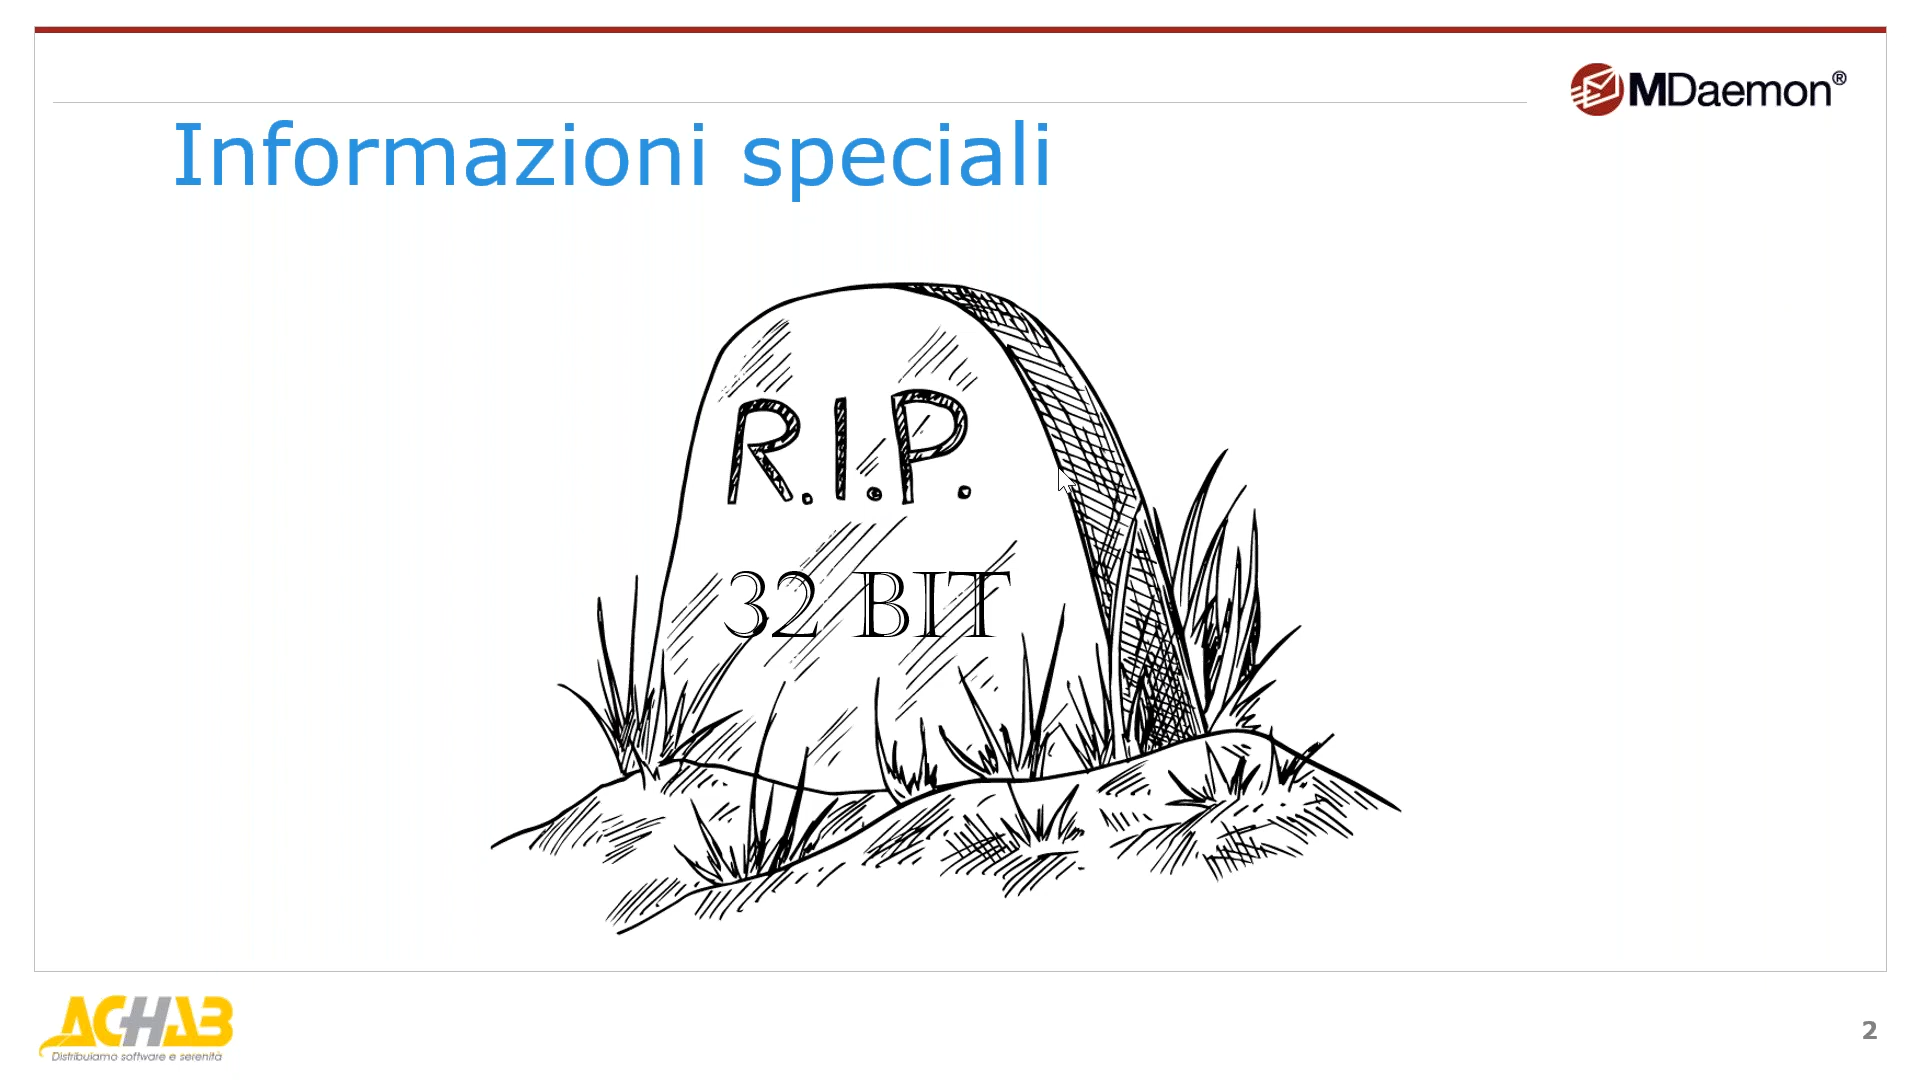 MDaemon®
Informazioni speciali
R.I.P.
32 BIT
ACHAB
Distribuiamo software e serenità
2